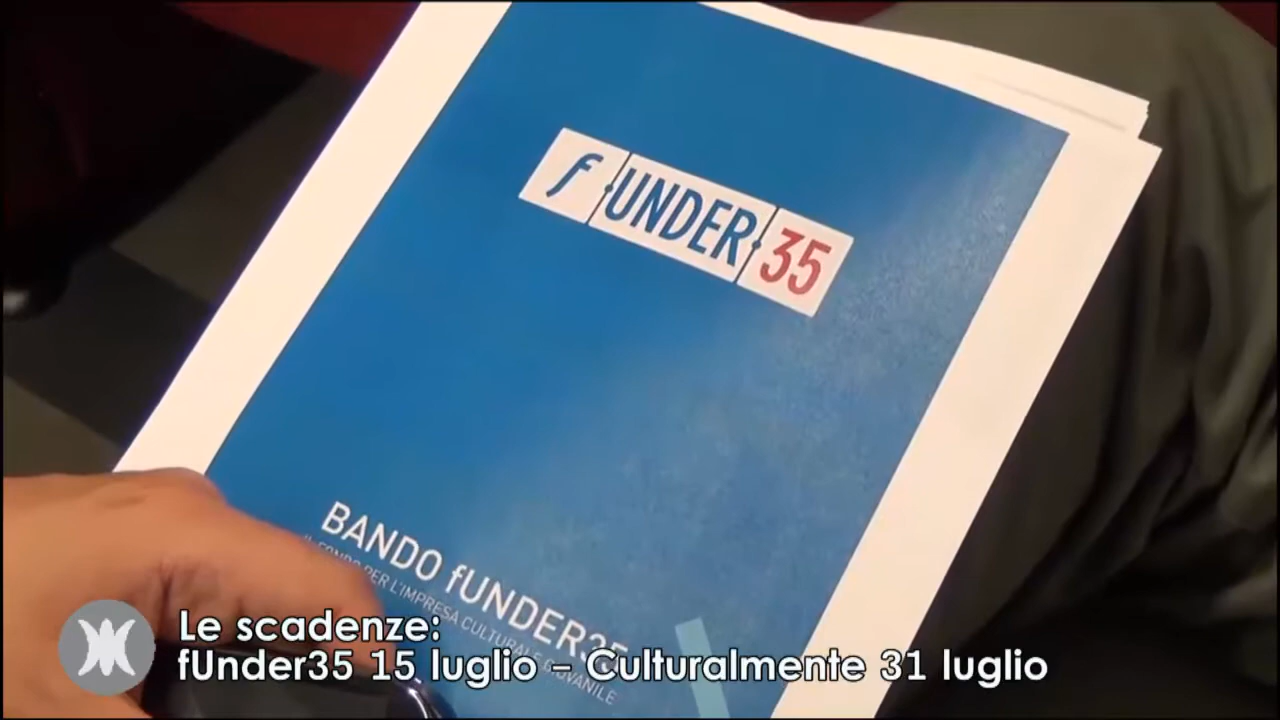 fUNDER35
BANDO fUNDER35
IL FONDO PER L'IMPRESA CULTURALE GIOVANILE
Le scadenze:
fUnder35 15 luglio – Culturalmente 31 luglio